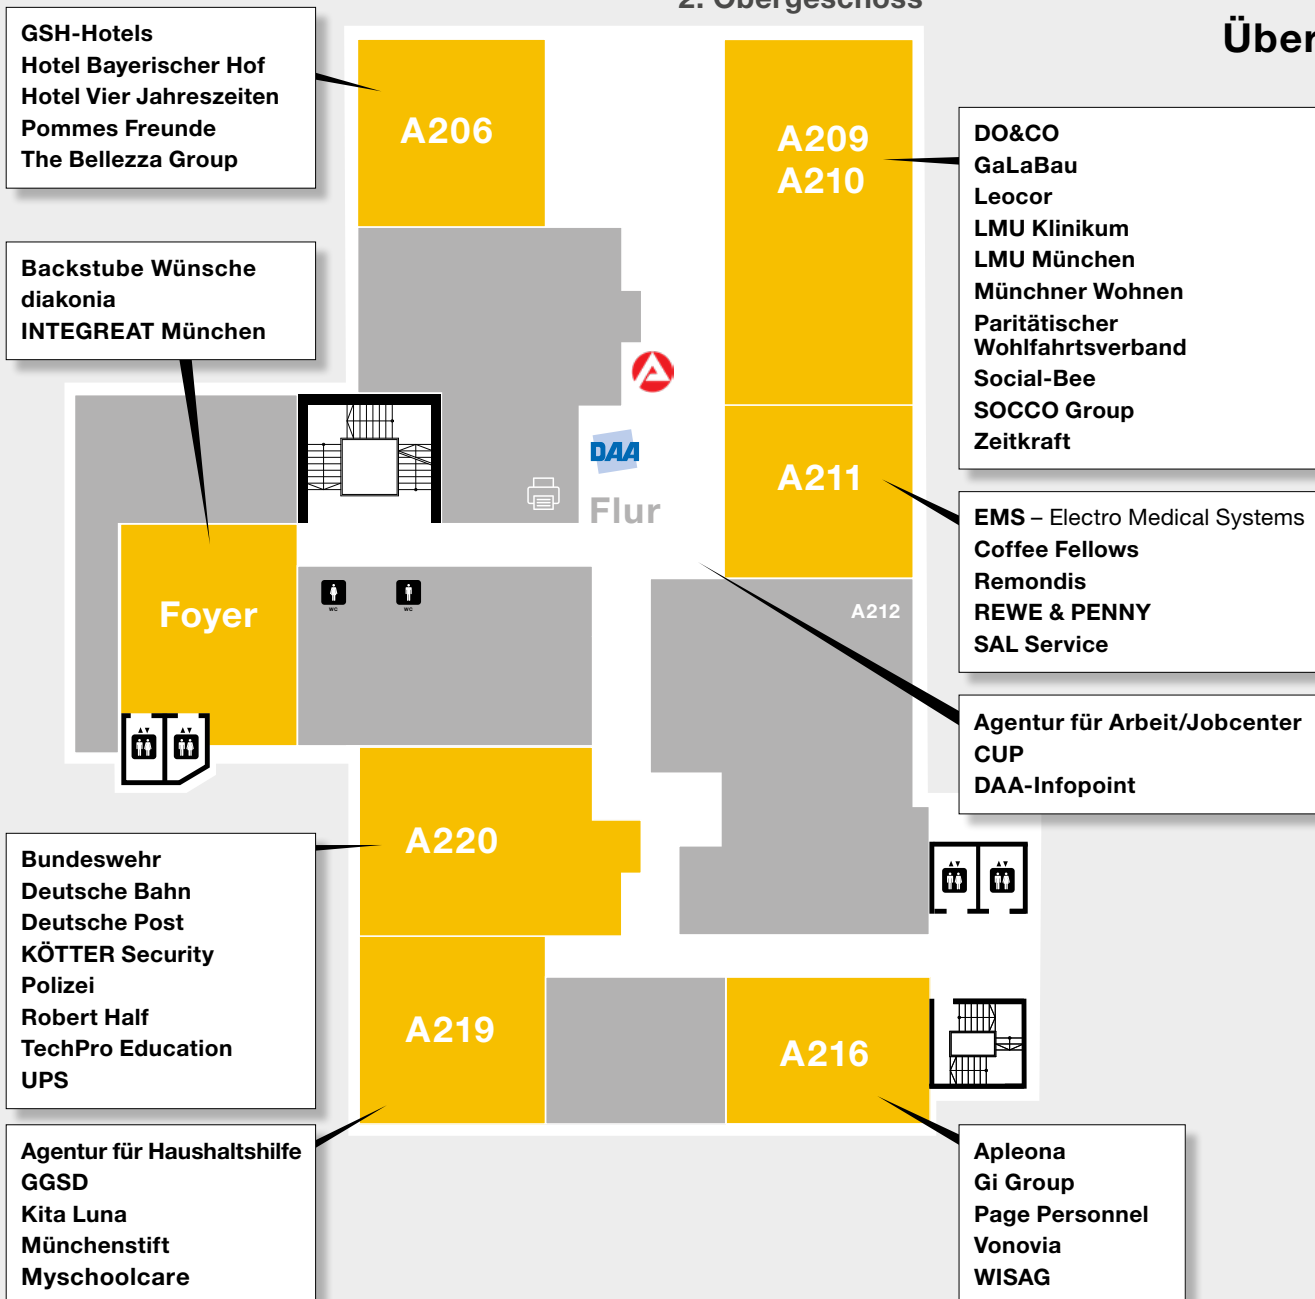 2. Obergeschoss
Über
GSH-Hotels
Hotel Bayerischer Hof
Hotel Vier Jahreszeiten
Pommes Freunde
The Bellezza Group
A206
A209
A210
DO&CO
GaLaBau
Leocor
LMU Klinikum
LMU München
Münchner Wohnen
Paritätischer
Wohlfahrtsverband
Social-Bee
SOCCO Group
Zeitkraft
Backstube Wünsche
diakonia
INTEGREAT München
DAA
Flur
A211
EMS – Electro Medical Systems
Coffee Fellows
Remondis
REWE & PENNY
SAL Service
Foyer
WC
WC
A212
Agentur für Arbeit/Jobcenter
CUP
DAA-Infopoint
A220
Bundeswehr
Deutsche Bahn
Deutsche Post
KÖTTER Security
Polizei
Robert Half
TechPro Education
UPS
A219
A216
Agentur für Haushaltshilfe
GGSD
Kita Luna
Münchenstift
Myschoolcare
Apleona
Gi Group
Page Personnel
Vonovia
WISAG